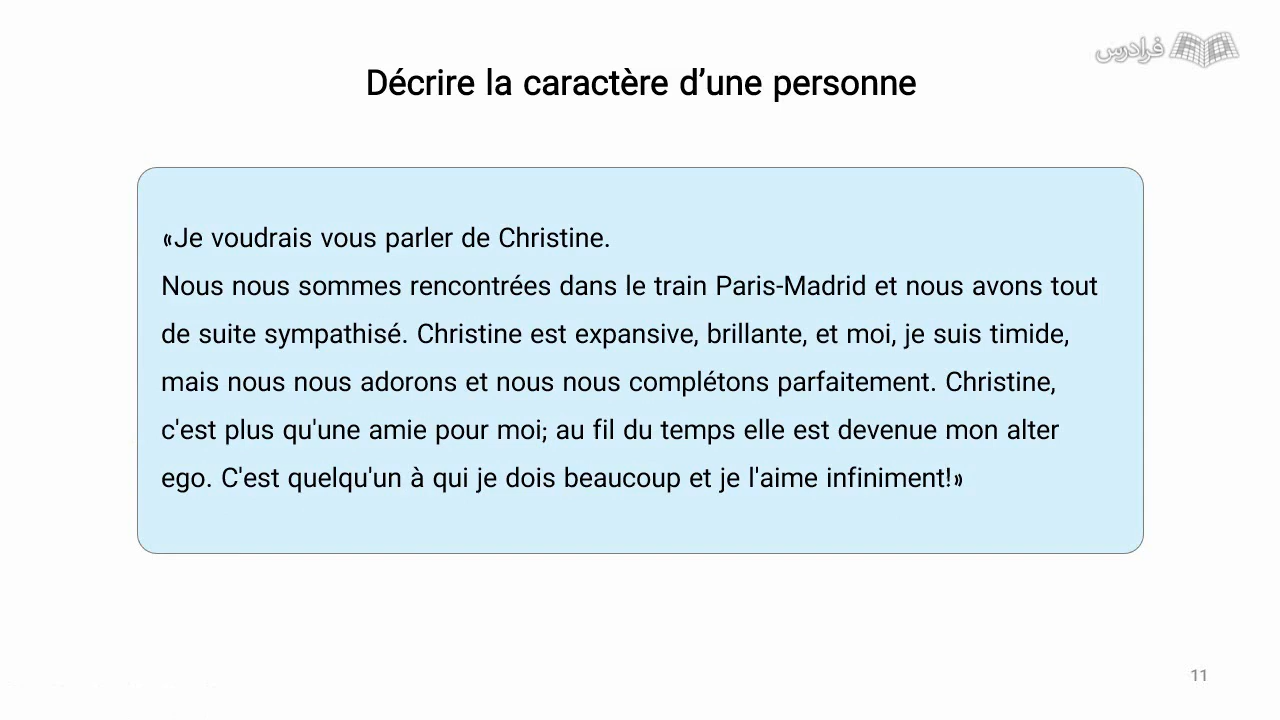 فرادرس
Décrire la caractère d’une personne
«Je voudrais vous parler de Christine.
Nous nous sommes rencontrées dans le train Paris-Madrid et nous avons tout
de suite sympathisé. Christine est expansive, brillante, et moi, je suis timide,
mais nous nous adorons et nous nous complétons parfaitement. Christine,
c'est plus qu'une amie pour moi; au fil du temps elle est devenue mon alter
ego. C'est quelqu'un à qui je dois beaucoup et je l'aime infiniment!»
11